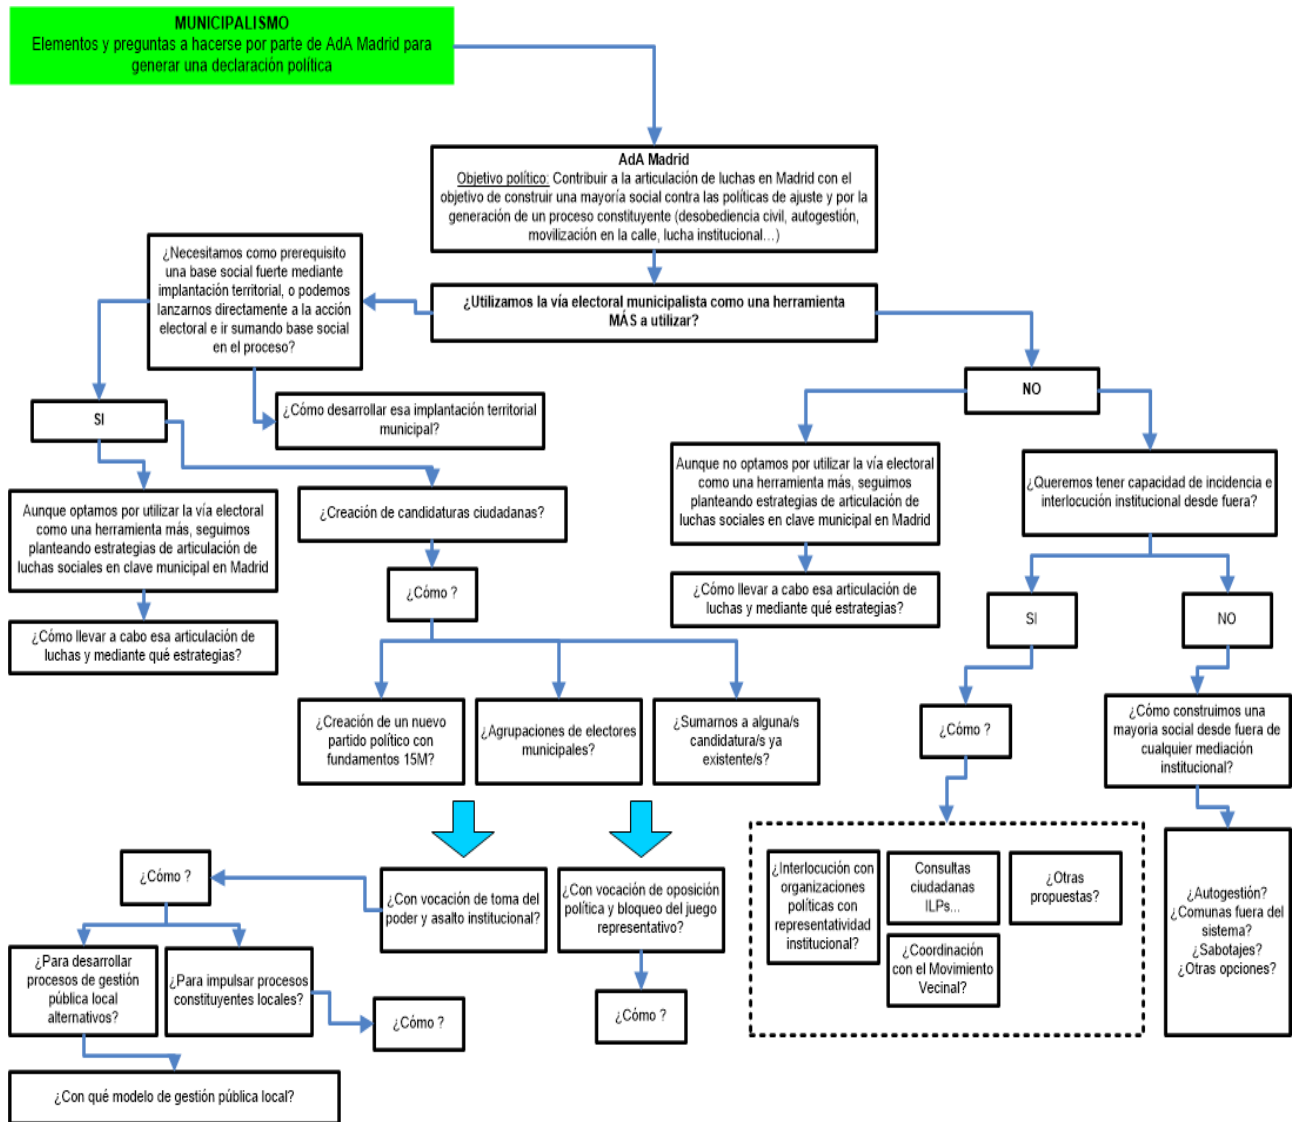 MUNICIPALISMO
Elementos y preguntas a hacerse por parte de AdA Madrid para
generar una declaración política
AdA Madrid
Objetivo político: Contribuir a la articulación de luchas en Madrid con el
objetivo de construir una mayoría social contra las políticas de ajuste y por la
generación de un proceso constituyente (desobediencia civil, autogestión,
movilización en la calle, lucha institucional…)
¿Necesitamos como prerequisito
una base social fuerte mediante
implantación territorial, o podemos
lanzarnos directamente a la acción
electoral e ir sumando base social
en el proceso?
¿Utilizamos la vía electoral municipalista como una herramienta
MÁS a utilizar?
SI
¿Cómo desarrollar esa implantación territorial
municipal?
NO
Aunque optamos por utilizar la vía electoral
como una herramienta más, seguimos
planteando estrategias de articulación de
luchas sociales en clave municipal en Madrid
¿Cómo llevar a cabo esa articulación de
luchas y mediante qué estrategias?
¿Creación de candidaturas ciudadanas?
¿Cómo ?
¿Creación de un nuevo
partido político con
fundamentos 15M?
¿Agrupaciones de electores
municipales?
¿Sumarnos a alguna/s
candidatura/s ya
existente/s?
Aunque no optamos por utilizar la vía electoral
como una herramienta más, seguimos
planteando estrategias de articulación de
luchas sociales en clave municipal en Madrid
¿Cómo llevar a cabo esa articulación de
luchas y mediante qué estrategias?
¿Queremos tener capacidad de incidencia e
interlocución institucional desde fuera?
SI
NO
¿Cómo ?
¿Cómo construimos una
mayoria social desde fuera de
cualquier mediación
institucional?
¿Cómo ?
¿Con vocación de toma del
poder y asalto institucional?
¿Con vocación de oposición
política y bloqueo del juego
representativo?
¿Interlocución con
organizaciones
políticas con
representatividad
institucional?
Consultas
ciudadanas
ILPs...
¿Otras
propuestas?
¿Coordinación
con el Movimiento
Vecinal?
¿Autogestión?
¿Comunas fuera del
sistema?
¿Sabotajes?
¿Otras opciones?
¿Para desarrollar
procesos de gestión
pública local
alternativos?
¿Para impulsar procesos
constituyentes locales?
¿Cómo ?
¿Cómo ?
¿Con qué modelo de gestión pública local?